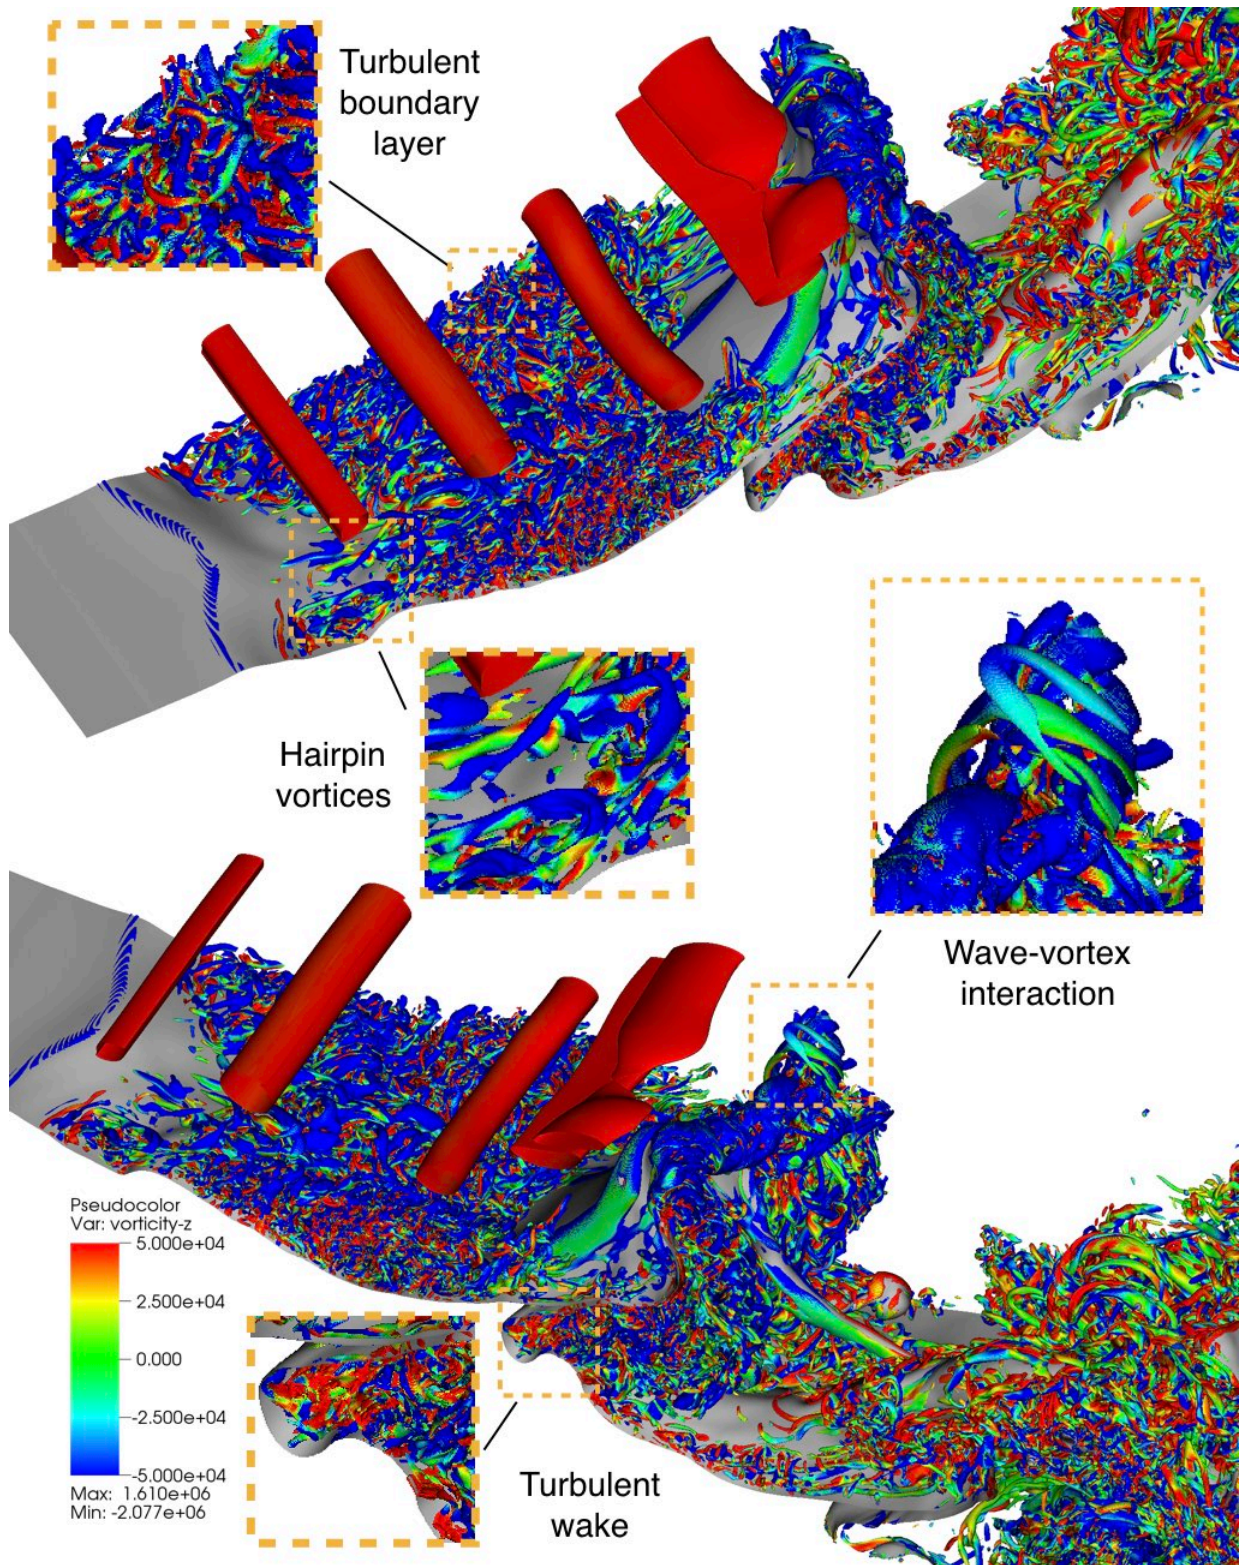 Turbulent
boundary
layer
Hairpin
vortices
Wave-vortex
interaction
Pseudocolor
Var: vorticity-z
5.000e+04
2.500e+04
0.000
-2.500e+04
-5.000e+04
Max: 1.610e+06
Min: -2.077e+06
Turbulent
wake